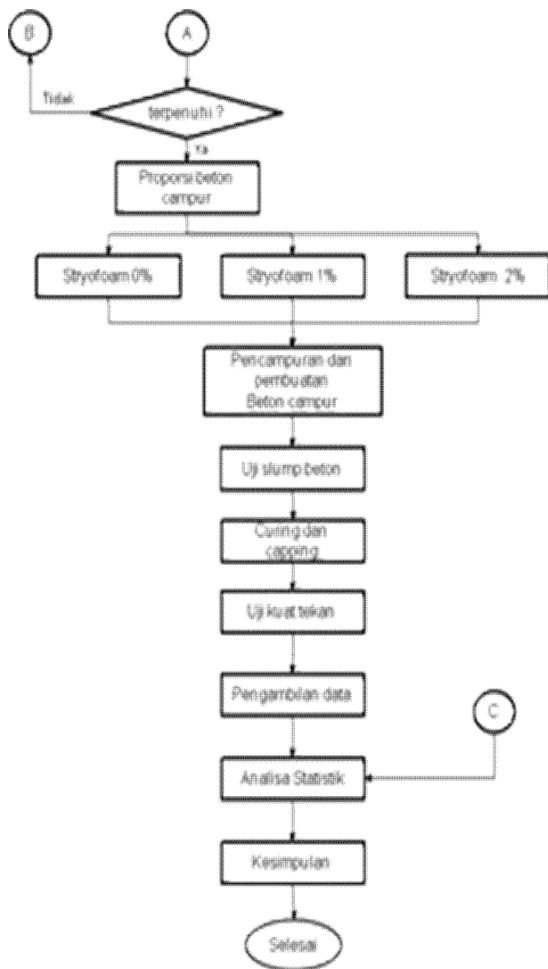 B
A
Tidak
terpenuhi ?
Ya
Proporsi beton
campur
Stryofoam 0%
Stryofoam 1%
Stryofoam 2%
Pencampuran dan
pembuatan
Beton campur
Uji slump beton
Curing dan
capping
Uji kuat tekan
Pengambilan data
C
Analisa Statistik
Kesimpulan
Selesai